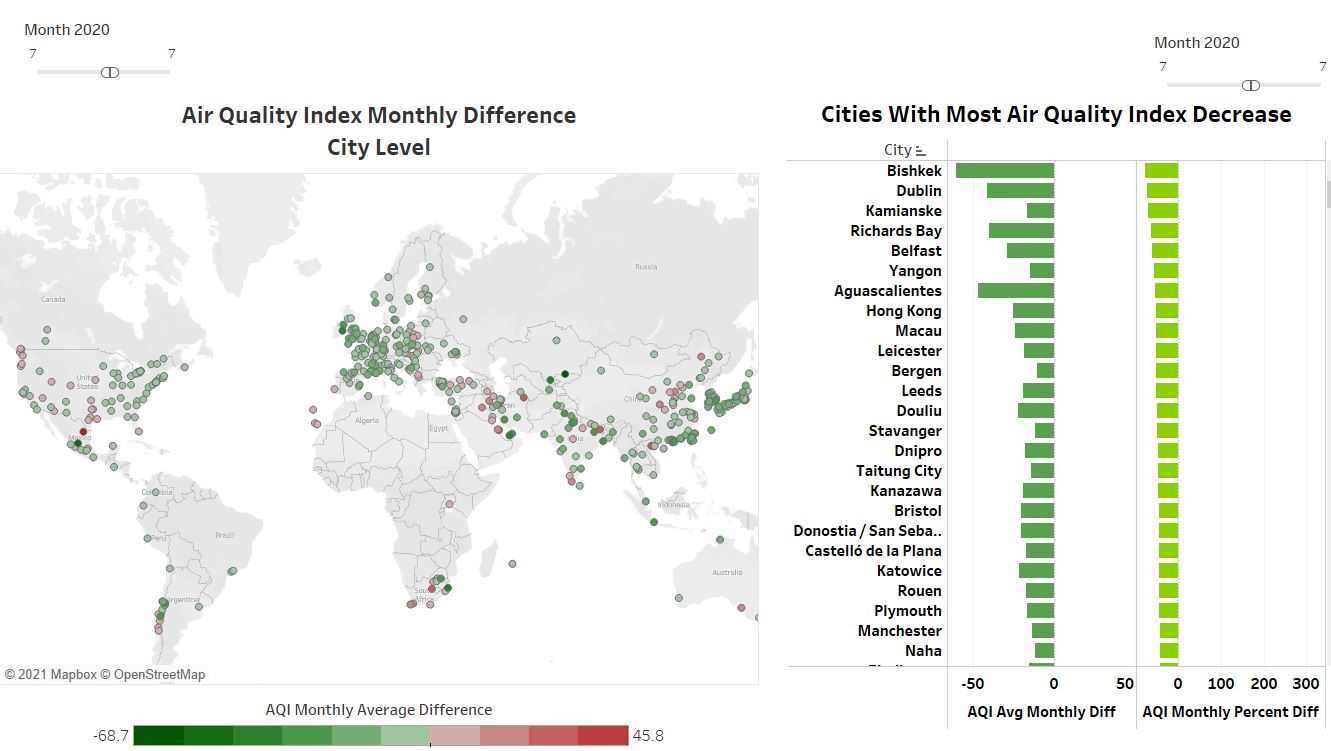 Month 2020
7 7
Month 2020
7 7
Air Quality Index Monthly Difference
City Level
Canada
United
States
México
Colombia
Peru
Brazil
Argentina
Algeria
Egypt
South
Africa
Russia
Iran
Indonesia
Australia
© 2021 Mapbox © OpenStreetMap
AQI Monthly Average Difference
-68.7 45.8
Cities With Most Air Quality Index Decrease
City
Bishkek
Dublin
Kamianske
Richards Bay
Belfast
Yangon
Aguascalientes
Hong Kong
Macau
Leicester
Bergen
Leeds
Douliu
Stavanger
Dnipro
Taitung City
Kanazawa
Bristol
Donostia / San Seba..
Castelló de la Plana
Katowice
Rouen
Plymouth
Manchester
Naha
-50 0 50 0 100 200 300
AQI Avg Monthly Diff AQI Monthly Percent Diff